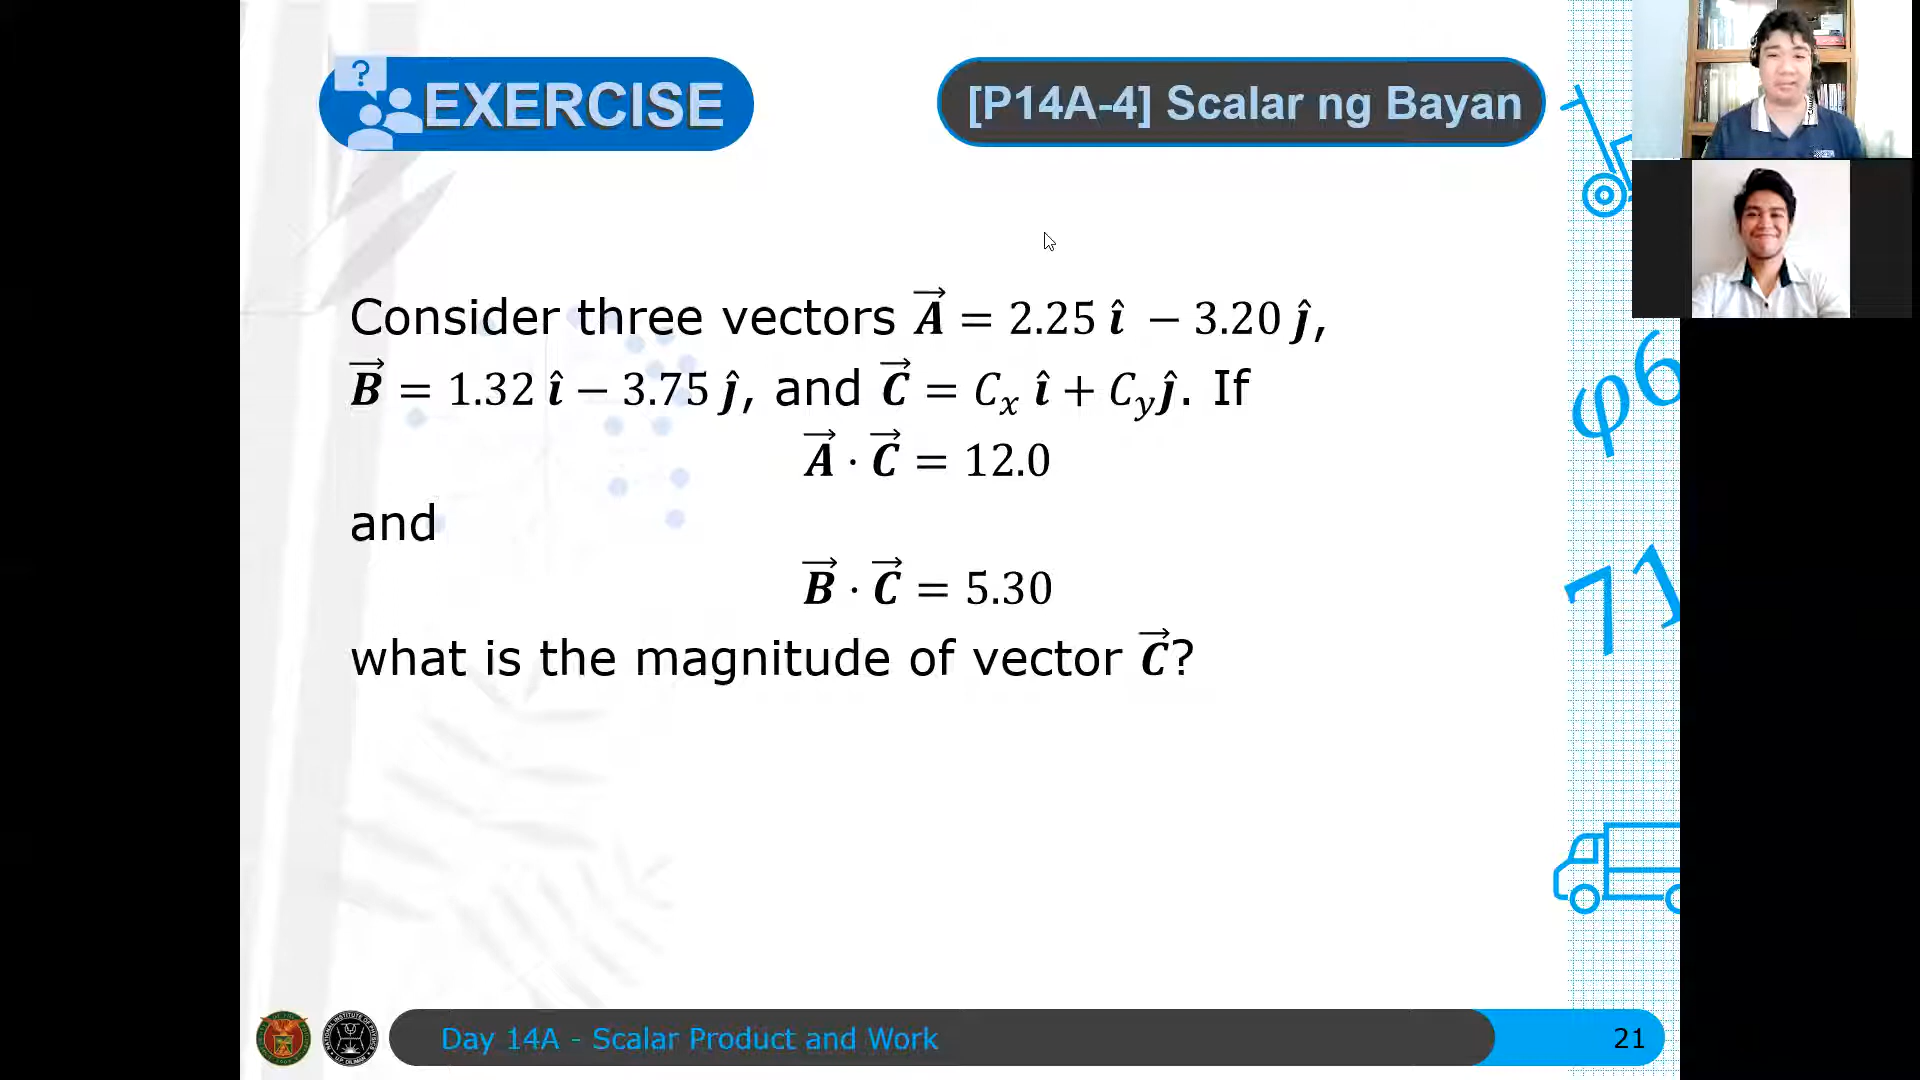 EXERCISE
[P14A-4] Scalar ng Bayan
?
Consider three vectors A⃗ = 2.25 î − 3.20 ĵ,
B⃗ = 1.32 î − 3.75 ĵ, and C⃗ = Cₓ î + C_y ĵ. If
A⃗ · C⃗ = 12.0
and
B⃗ · C⃗ = 5.30
what is the magnitude of vector C⃗?
φ6
71
Day 14A - Scalar Product and Work
21